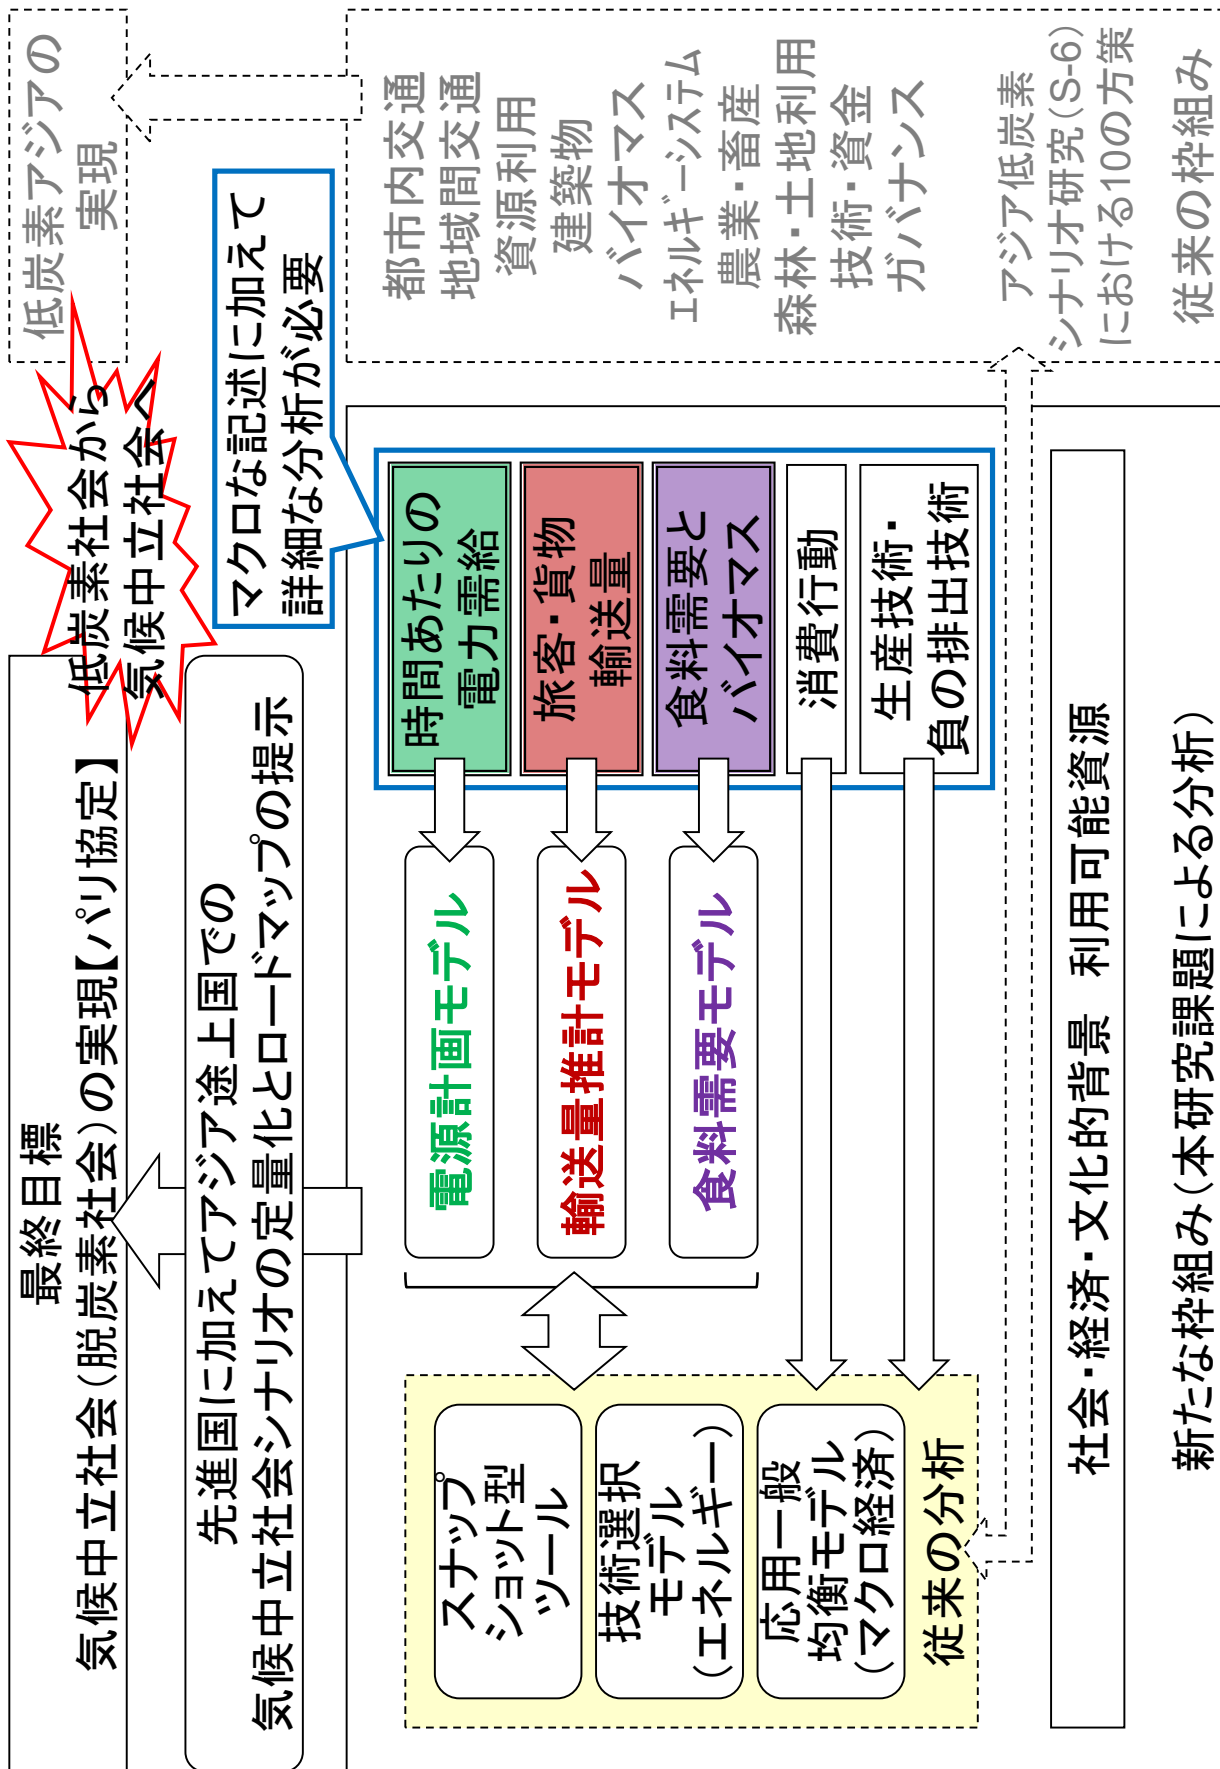 最終目標
気候中立社会(脱炭素社会)の実現【パリ協定】
低炭素社会から
気候中立社会へ
低炭素アジアの
実現
先進国に加えてアジア途上国での
気候中立社会シナリオの定量化とロードマップの提示
マクロな記述に加えて
詳細な分析が必要
スナップ
ショット型
ツール
技術選択
モデル
(エネルギー)
応用一般
均衡モデル
(マクロ経済)
従来の分析
電源計画モデル
輸送量推計モデル
食料需要モデル
時間あたりの
電力需給
旅客・貨物
輸送量
食料需要と
バイオマス
消費行動
生産技術・
負の排出技術
都市内交通
地域間交通
資源利用
建築物
バイオマス
エネルギーシステム
農業・畜産
森林・土地利用
技術・資金
ガバナンス
アジア低炭素
シナリオ研究(S-6)
における10の方策
社会・経済・文化的背景 利用可能資源
新たな枠組み(本研究課題による分析)
従来の枠組み